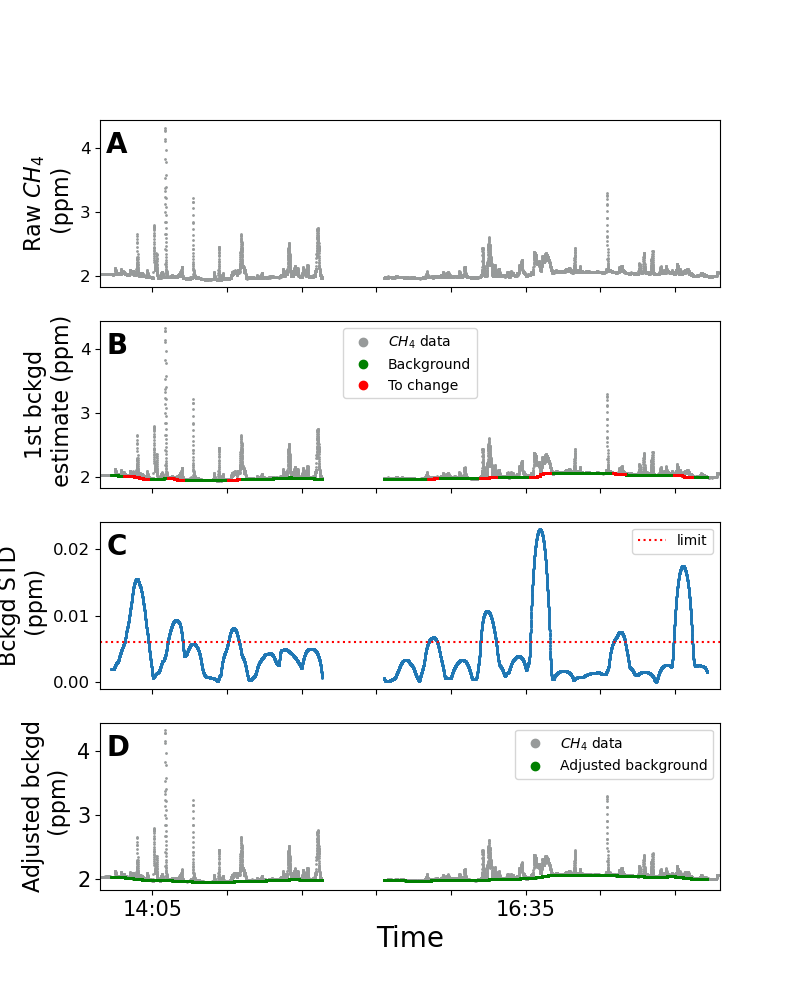 A
Raw CH4
(ppm)
4
3
2
B
1st bckgd
estimate (ppm)
4
3
2
CH4 data
Background
To change
C
Bckgd STD
(ppm)
0.02
0.01
0.00
limit
D
Adjusted bckgd
(ppm)
4
3
2
CH4 data
Adjusted background
14:05
16:35
Time